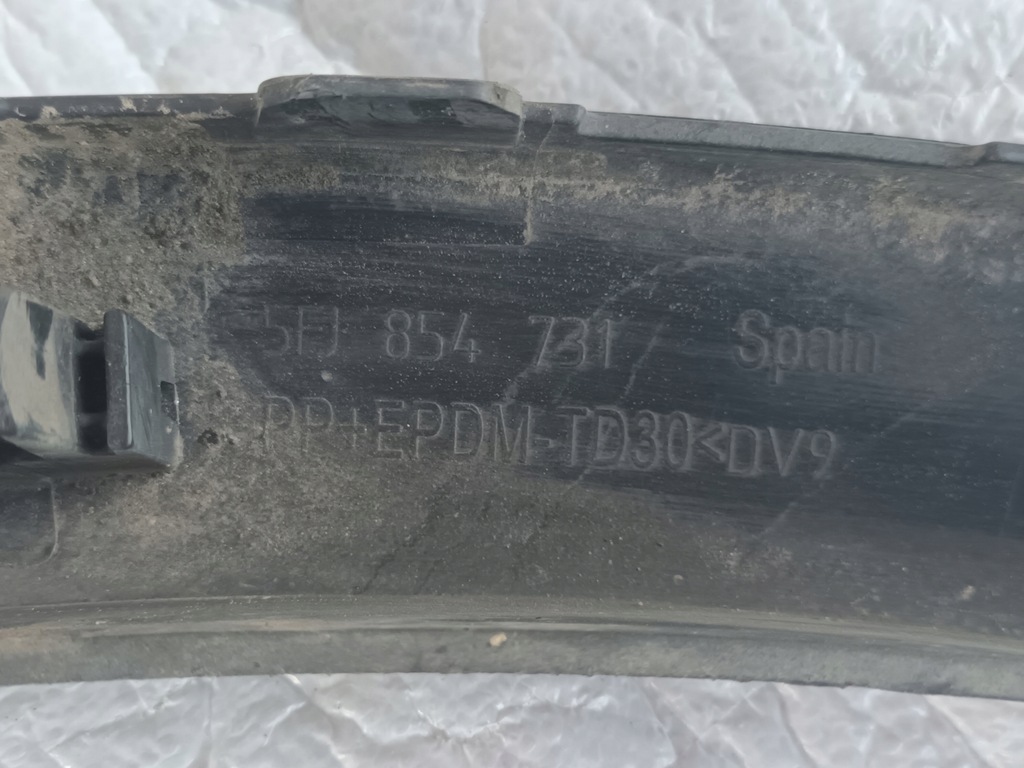 5FJ 854 731 Spain
PP+EPDM-TD30<DV9